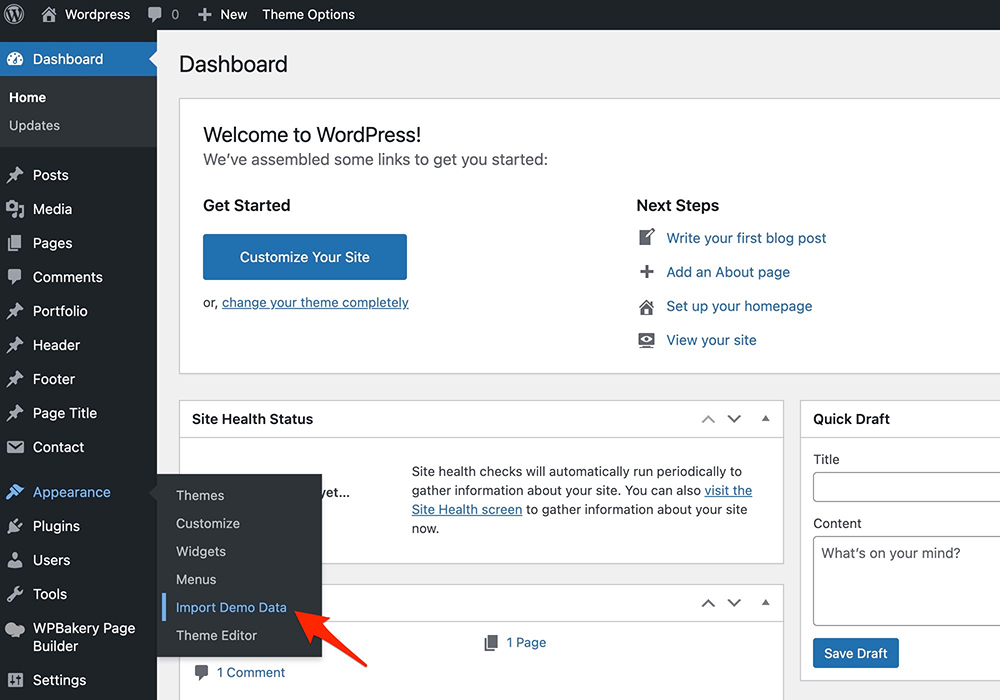 Wordpress 0 New Theme Options
Dashboard
Home
Updates
Posts
Media
Pages
Comments
Portfolio
Header
Footer
Page Title
Contact
Appearance
Plugins
Users
Tools
WPBakery Page
Builder
Settings
Themes
Customize
Widgets
Menus
Import Demo Data
Theme Editor
Dashboard
Welcome to WordPress!
We've assembled some links to get you started:
Get Started
Customize Your Site
or, change your theme completely
Next Steps
Write your first blog post
Add an About page
Set up your homepage
View your site
Site Health Status
yet...
Site health checks will automatically run periodically to
gather information about your site. You can also visit the
Site Health screen to gather information about your site
now.
1 Page
1 Comment
Quick Draft
Title
Content
What's on your mind?
Save Draft